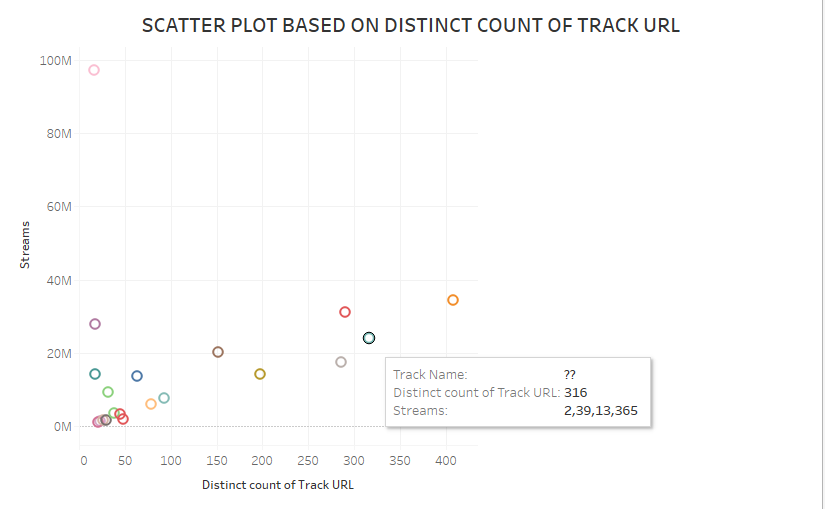 SCATTER PLOT BASED ON DISTINCT COUNT OF TRACK URL
100M
80M
60M
40M
20M
0M
Streams
0 50 100 150 200 250 300 350 400
Distinct count of Track URL
Track Name: ??
Distinct count of Track URL: 316
Streams: 2,39,13,365